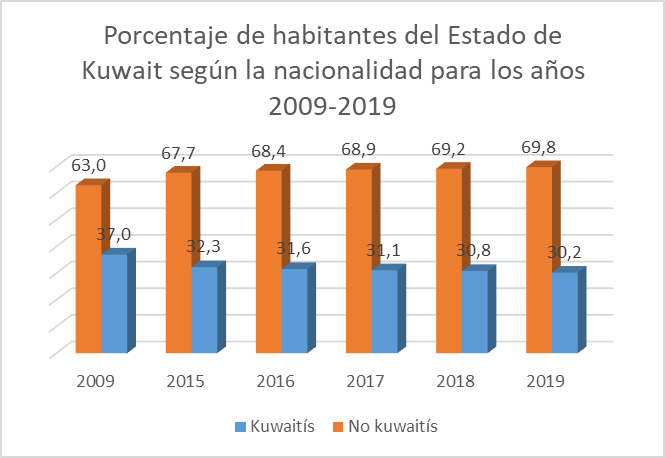 Porcentaje de habitantes del Estado de
Kuwait según la nacionalidad para los años
2009-2019
63,0 67,7 68,4 68,9 69,2 69,8
37,0 32,3 31,6 31,1 30,8 30,2
2009 2015 2016 2017 2018 2019
Kuwaitís No kuwaitís